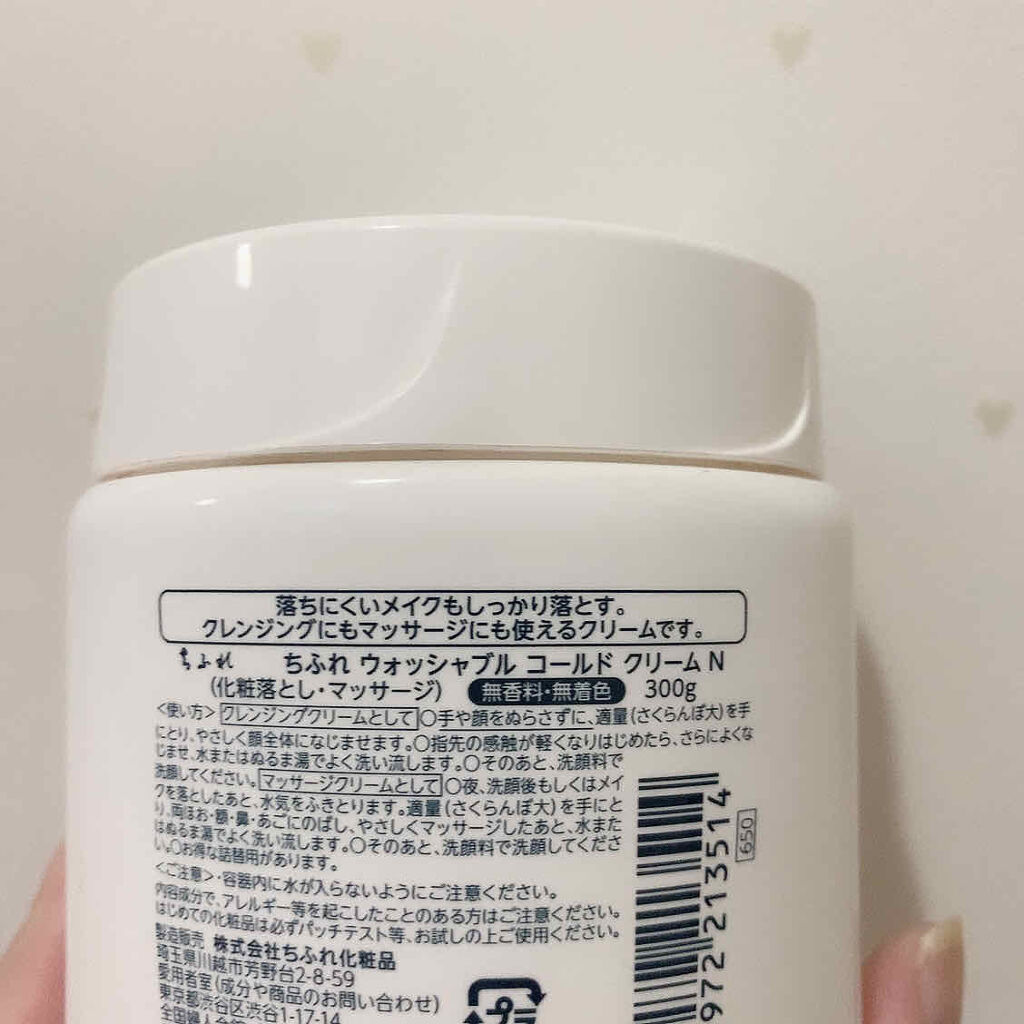 落ちにくいメイクもしっかり落とす。
クレンジングにもマッサージにも使えるクリームです。
ちふれ ちふれ ウォッシャブル コールド クリーム N
(化粧落とし・マッサージ) 無香料・無着色 300g
<使い方> クレンジングクリームとして 〇手や顔をぬらさずに、適量(さくらんぼ大)を手
にとり、やさしく顔全体になじませます。〇指先の感触が軽くなりはじめたら、さらによくな
じませ、水またはぬるま湯でよく洗い流します。〇そのあと、洗顔料で
洗顔してください。 マッサージクリームとして 〇夜、洗顔後もしくはメイ
クを落としたあと、水気をふきとります。適量(さくらんぼ大)を手にと
り、両ほお・額・鼻・あごにのばし、やさしくマッサージしたあと、水また
はぬるま湯でよく洗い流します。〇そのあと、洗顔料で洗顔してくださ
い。〇お得な詰替用があります。
<ご注意>・容器内に水が入らないようにご注意ください。
内容成分で、アレルギー等を起こしたことのある方はご注意ください。
はじめての化粧品は必ずパッチテスト等、お試しの上ご使用ください。
製造販売 株式会社ちふれ化粧品
埼玉県川越市芳野台2-8-59
愛用者室(成分や商品のお問い合わせ)
東京都渋谷区渋谷1-17-14
全国婦人会
プ
972213514
650